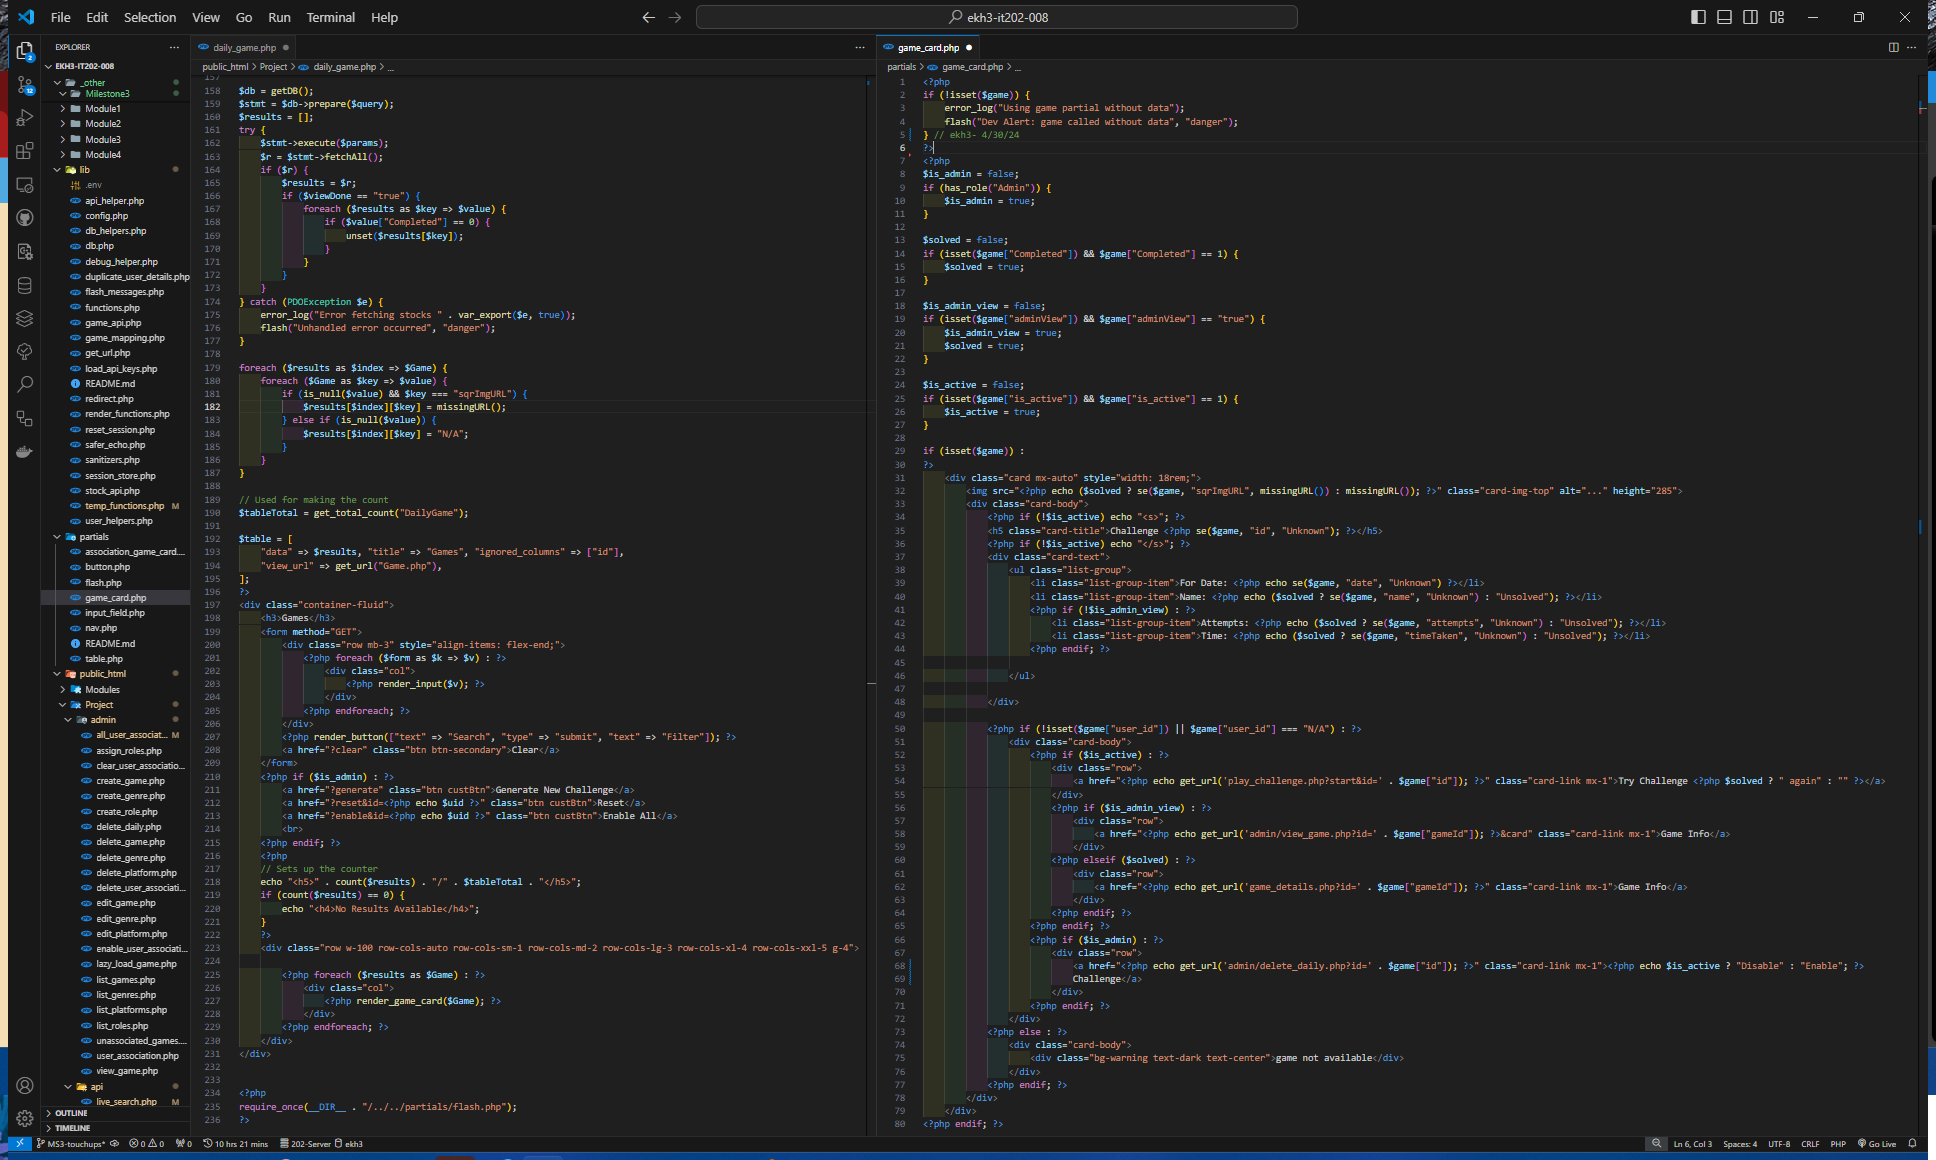 File Edit Selection View Go Run Terminal Help
ekh3-it202-008
EXPLORER
EKH3-IT202-008
_other
Milestone3
Module1
Module2
Module3
Module4
lib
.env
api_helper.php
config.php
db_helpers.php
db.php
debug_helper.php
duplicate_user_details.php
flash_messages.php
functions.php
game_api.php
game_mapping.php
get_url.php
load_api_keys.php
README.md
redirect.php
render_functions.php
reset_session.php
safer_echo.php
sanitizers.php
session_store.php
stock_api.php
temp_functions.php M
user_helpers.php
partials
association_game_card....
button.php
flash.php
game_card.php
input_field.php
nav.php
README.md
table.php
public_html
Modules
Project
admin
all_user_associat... M
assign_roles.php
clear_user_associatio...
create_game.php
create_genre.php
create_role.php
delete_daily.php
delete_game.php
delete_genre.php
delete_platform.php
delete_user_associati...
edit_game.php
edit_genre.php
edit_platform.php
enable_user_associati...
lazy_load_game.php
list_games.php
list_genres.php
list_platforms.php
list_roles.php
unassociated_games....
user_association.php
view_game.php
api
live_search.php M
OUTLINE
TIMELINE
daily_game.php
public_html > Project > daily_game.php > ...
157
158 $db = getDB();
159 $stmt = $db->prepare($query);
160 $results = [];
161 try {
162 $stmt->execute($params);
163 $r = $stmt->fetchAll();
164 if ($r) {
165 $results = $r;
166 if ($viewDone == "true") {
167 foreach ($results as $key => $value) {
168 if ($value["Completed"] == 0) {
169 unset($results[$key]);
170 }
171 }
172 }
173 }
174 } catch (PDOException $e) {
175 error_log("Error fetching stocks " . var_export($e, true));
176 flash("Unhandled error occurred", "danger");
177 }
178
179 foreach ($results as $index => $Game) {
180 foreach ($Game as $key => $value) {
181 if (is_null($value) && $key === "sqrImgURL") {
182 $results[$index][$key] = missingURL();
183 } else if (is_null($value)) {
184 $results[$index][$key] = "N/A";
185 }
186 }
187 }
188
189 // Used for making the count
190 $tableTotal = get_total_count("DailyGame");
191
192 $table = [
193 "data" => $results, "title" => "Games", "ignored_columns" => ["id"],
194 "view_url" => get_url("Game.php"),
195 ];
196 ?>
197 <div class="container-fluid">
198 <h3>Games</h3>
199 <form method="GET">
200 <div class="row mb-3" style="align-items: flex-end;">
201 <?php foreach ($form as $k => $v) : ?>
202 <div class="col">
203 <?php render_input($v); ?>
204 </div>
205 <?php endforeach; ?>
206 </div>
207 <?php render_button(["text" => "Search", "type" => "submit", "text" => "Filter"]); ?>
208 <a href="?clear" class="btn btn-secondary">Clear</a>
209 </form>
210 <?php if ($is_admin) : ?>
211 <a href="?generate" class="btn custBtn">Generate New Challenge</a>
212 <a href="?reset&id=<?php echo $uid ?>" class="btn custBtn">Reset</a>
213 <a href="?enable&id=<?php echo $uid ?>" class="btn custBtn">Enable All</a>
214 <br>
215 <?php endif; ?>
216 <?php
217 // Sets up the counter
218 echo "<h5>" . count($results) . "/" . $tableTotal . "</h5>";
219 if (count($results) == 0) {
220 echo "<h4>No Results Available</h4>";
221 }
222 ?>
223 <div class="row w-100 row-cols-auto row-cols-sm-1 row-cols-md-2 row-cols-lg-3 row-cols-xl-4 row-cols-xxl-5 g-4">
224
225 <?php foreach ($results as $Game) : ?>
226 <div class="col">
227 <?php render_game_card($Game); ?>
228 </div>
229 <?php endforeach; ?>
230 </div>
231 </div>
232
233
234 <?php
235 require_once(__DIR__ . "/../../partials/flash.php");
236 ?>
game_card.php
partials > game_card.php > ...
1 <?php
2 if (!isset($game)) {
3 error_log("Using game partial without data");
4 flash("Dev Alert: game called without data", "danger");
5 } // ekh3- 4/30/24
6 ?>
7 <?php
8 $is_admin = false;
9 if (has_role("Admin")) {
10 $is_admin = true;
11 }
12
13 $solved = false;
14 if (isset($game["Completed"]) && $game["Completed"] == 1) {
15 $solved = true;
16 }
17
18 $is_admin_view = false;
19 if (isset($game["adminView"]) && $game["adminView"] == "true") {
20 $is_admin_view = true;
21 $solved = true;
22 }
23
24 $is_active = false;
25 if (isset($game["is_active"]) && $game["is_active"] == 1) {
26 $is_active = true;
27 }
28
29 if (isset($game)) :
30 ?>
31 <div class="card mx-auto" style="width: 18rem;">
32 <img src="<?php echo ($solved ? se($game, "sqrImgURL", missingURL()) : missingURL()); ?>" class="card-img-top" alt="..." height="285">
33 <div class="card-body">
34 <?php if (!$is_active) echo "<s>"; ?>
35 <h5 class="card-title">Challenge <?php se($game, "id", "Unknown"); ?></h5>
36 <?php if (!$is_active) echo "</s>"; ?>
37 <div class="card-text">
38 <ul class="list-group">
39 <li class="list-group-item">For Date: <?php echo se($game, "date", "Unknown") ?></li>
40 <li class="list-group-item">Name: <?php echo ($solved ? se($game, "name", "Unknown") : "Unsolved"); ?></li>
41 <?php if (!$is_admin_view) : ?>
42 <li class="list-group-item">Attempts: <?php echo ($solved ? se($game, "attempts", "Unknown") : "Unsolved"); ?></li>
43 <li class="list-group-item">Time: <?php echo ($solved ? se($game, "timeTaken", "Unknown") : "Unsolved"); ?></li>
44 <?php endif; ?>
45
46 </ul>
47
48 </div>
49
50 <?php if (!isset($game["user_id"]) || $game["user_id"] === "N/A") : ?>
51 <div class="card-body">
52 <?php if ($is_active) : ?>
53 <div class="row">
54 <a href="<?php echo get_url('play_challenge.php?start&id=' . $game["id"]); ?>" class="card-link mx-1">Try Challenge <?php $solved ? " again" : "" ?></a>
55 </div>
56 <?php if ($is_admin_view) : ?>
57 <div class="row">
58 <a href="<?php echo get_url('admin/view_game.php?id=' . $game["gameId"]); ?>&card" class="card-link mx-1">Game Info</a>
59 </div>
60 <?php elseif ($solved) : ?>
61 <div class="row">
62 <a href="<?php echo get_url('game_details.php?id=' . $game["gameId"]); ?>" class="card-link mx-1">Game Info</a>
63 </div>
64 <?php endif; ?>
65 <?php endif; ?>
66 <?php if ($is_admin) : ?>
67 <div class="row">
68 <a href="<?php echo get_url('admin/delete_daily.php?id=' . $game["id"]); ?>" class="card-link mx-1"><?php echo $is_active ? "Disable" : "Enable"; ?>
69 Challenge</a>
70 </div>
71 <?php endif; ?>
72 </div>
73 <?php else : ?>
74 <div class="card-body">
75 <div class="bg-warning text-dark text-center">game not available</div>
76 </div>
77 <?php endif; ?>
78 </div>
79 </div>
80 <?php endif; ?>
MS3-touchups* 0 0 0 10 hrs 21 mins 202-Server ekh3
Ln 6, Col 3 Spaces: 4 UTF-8 CRLF PHP Go Live